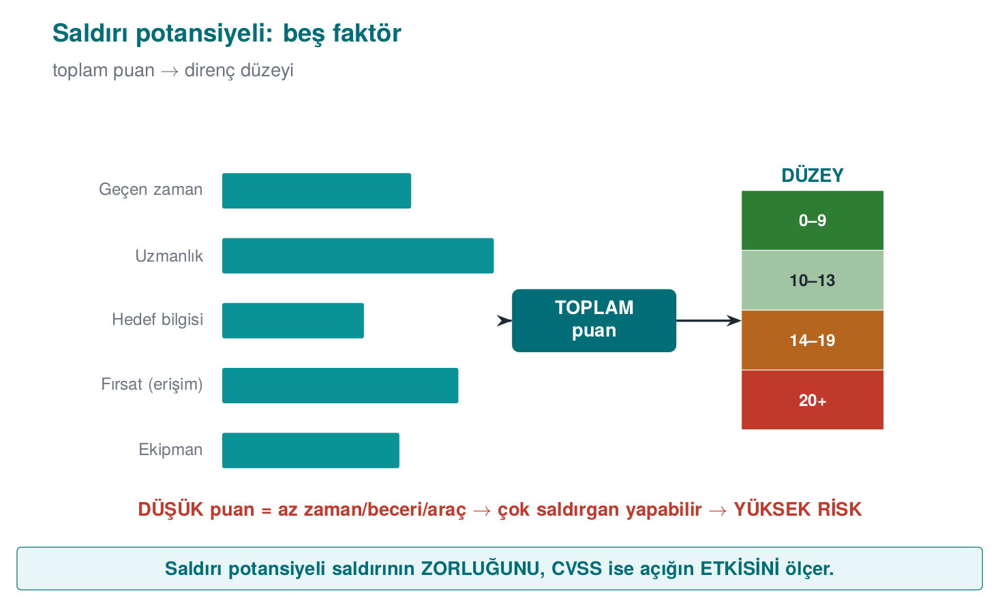 Saldırı potansiyeli: beş faktör
toplam puan → direnç düzeyi
Geçen zaman
Uzmanlık
Hedef bilgisi
Fırsat (erişim)
Ekipman
TOPLAM
puan
DÜZEY
0–9
10–13
14–19
20+
DÜŞÜK puan = az zaman/beceri/araç → çok saldırgan yapabilir → YÜKSEK RİSK
Saldırı potansiyeli saldırının ZORLUĞUNU, CVSS ise açığın ETKİSİNİ ölçer.